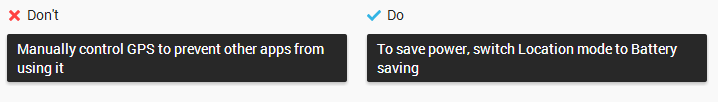 Don't
Manually control GPS to prevent other apps from
using it
Do
To save power, switch Location mode to Battery
saving